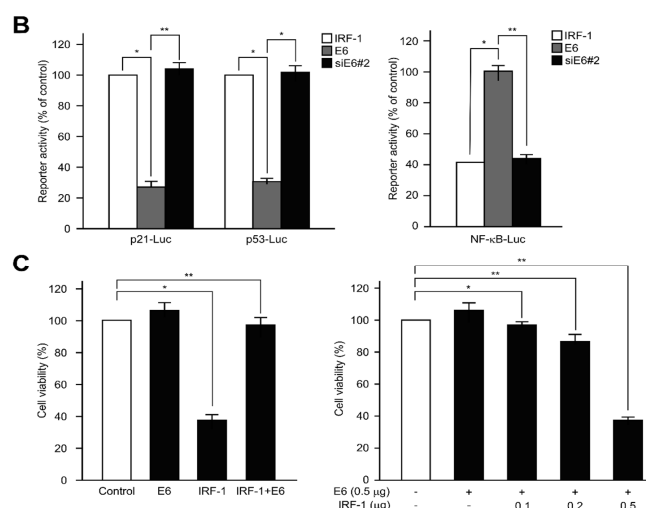 B
IRF-1
E6
siE6#2
* ** * **
Reporter activity (% of control)
120
100
80
60
40
20
0
p21-Luc p53-Luc
IRF-1
E6
siE6#2
* **
Reporter activity (% of control)
120
100
80
60
40
20
0
NF-κB-Luc
C
**
*
Cell viability (%)
120
100
80
60
40
20
0
Control E6 IRF-1 IRF-1+E6
**
**
*
Cell viability (%)
120
100
80
60
40
20
0
E6 (0.5 μg) - + + + +
IRF-1 (μg) - - 0.1 0.2 0.5